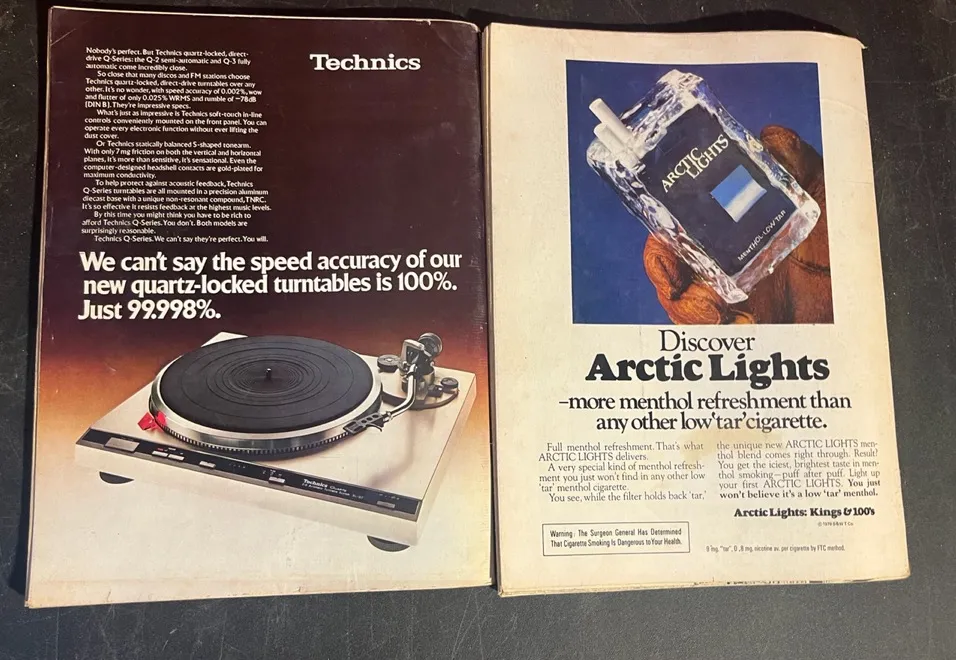 Technics
Nobody's perfect. But Technics quartz-locked, direct-
drive Q-Series: the Q-2 semi-automatic and Q-3 fully
automatic come incredibly close.
So close that many discos and FM stations choose
Technics quartz-locked, direct-drive turntables over any
other. It's no wonder, with speed accuracy of 0.002%, wow
and flutter of only 0.025% WRMS and rumble of -78dB
(DIN B). They're impressive specs.
What's just as impressive is Technics soft-touch in-line
controls conveniently mounted on the front panel. You can
operate every electronic function without ever lifting the
dust cover.
Or Technics statically balanced S-shaped tonearm.
With only 7 mg friction on both the vertical and horizontal
planes, it's more than sensitive, it's sensational. Even the
computer-designed headshell contacts are gold-plated for
maximum conductivity.
To help protect against acoustic feedback, Technics
Q-Series turntables are all mounted in a precision aluminum
diecast base with a unique non-resonant compound, TNRC.
It's so effective it resists feedback at the highest music levels.
By this time you might think you have to be rich to
afford Technics Q-Series. You don't. Both models are
surprisingly reasonable.
Technics Q-Series. We can't say they're perfect. You will.
We can't say the speed accuracy of our
new quartz-locked turntables is 100%.
Just 99.998%.
Technics
ARCTIC
LIGHTS
MENTHOL·LOW TAR
Discover
Arctic Lights
–more menthol refreshment than
any other low 'tar' cigarette.
Full menthol refreshment. That's what
ARCTIC LIGHTS delivers.
A very special kind of menthol refresh-
ment you just won't find in any other low
'tar' menthol cigarette.
You see, while the filter holds back 'tar,'
the unique new ARCTIC LIGHTS men-
thol blend comes right through. Result?
You get the iciest, brightest taste in men-
thol smoking—puff after puff. Light up
your first ARCTIC LIGHTS. You just
won't believe it's a low 'tar' menthol.
Arctic Lights: Kings & 100's
Warning: The Surgeon General Has Determined
That Cigarette Smoking Is Dangerous to Your Health.
9 mg. "tar", 0.8 mg. nicotine av. per cigarette by FTC method.